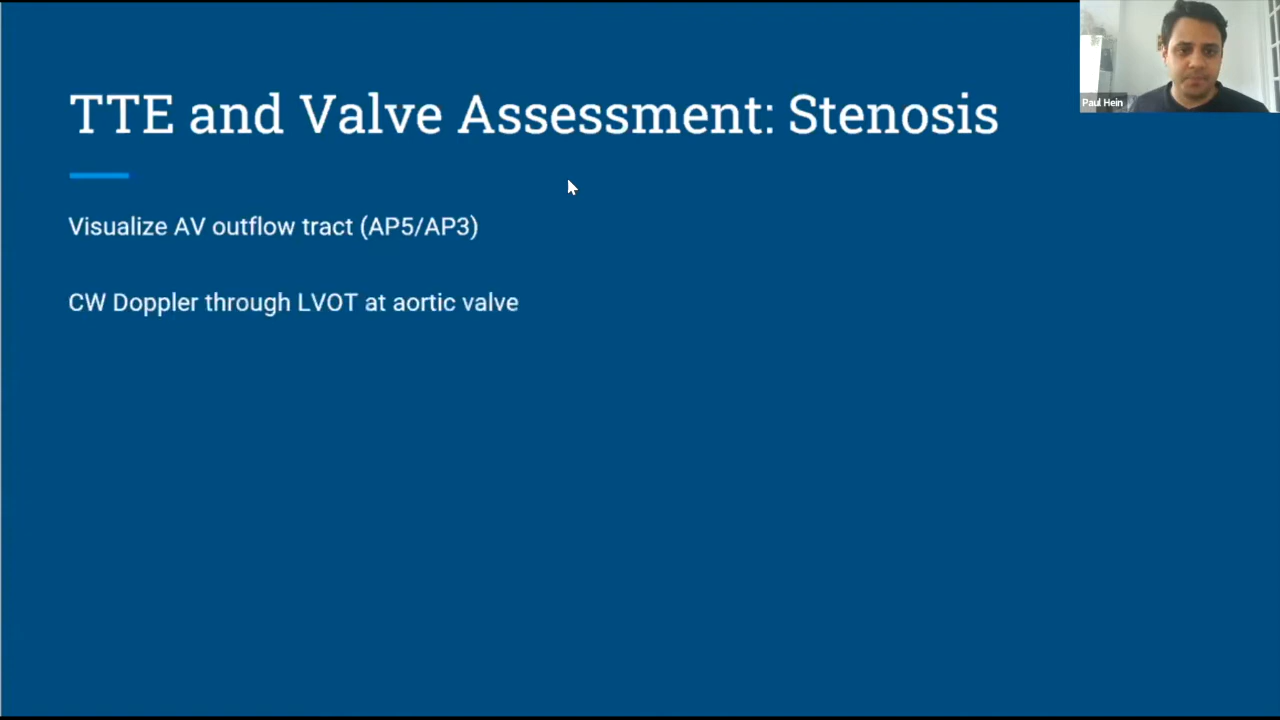 TTE and Valve Assessment: Stenosis
Paul Hein
Visualize AV outflow tract (AP5/AP3)
CW Doppler through LVOT at aortic valve